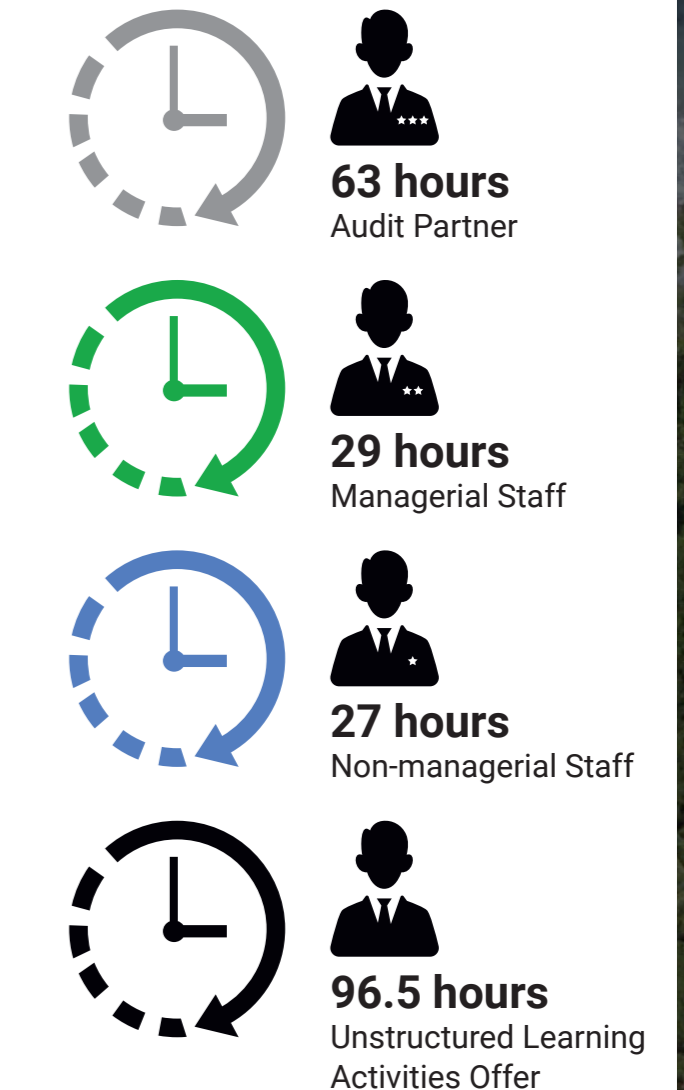 63 hours
Audit Partner
29 hours
Managerial Staff
27 hours
Non-managerial Staff
96.5 hours
Unstructured Learning
Activities Offer